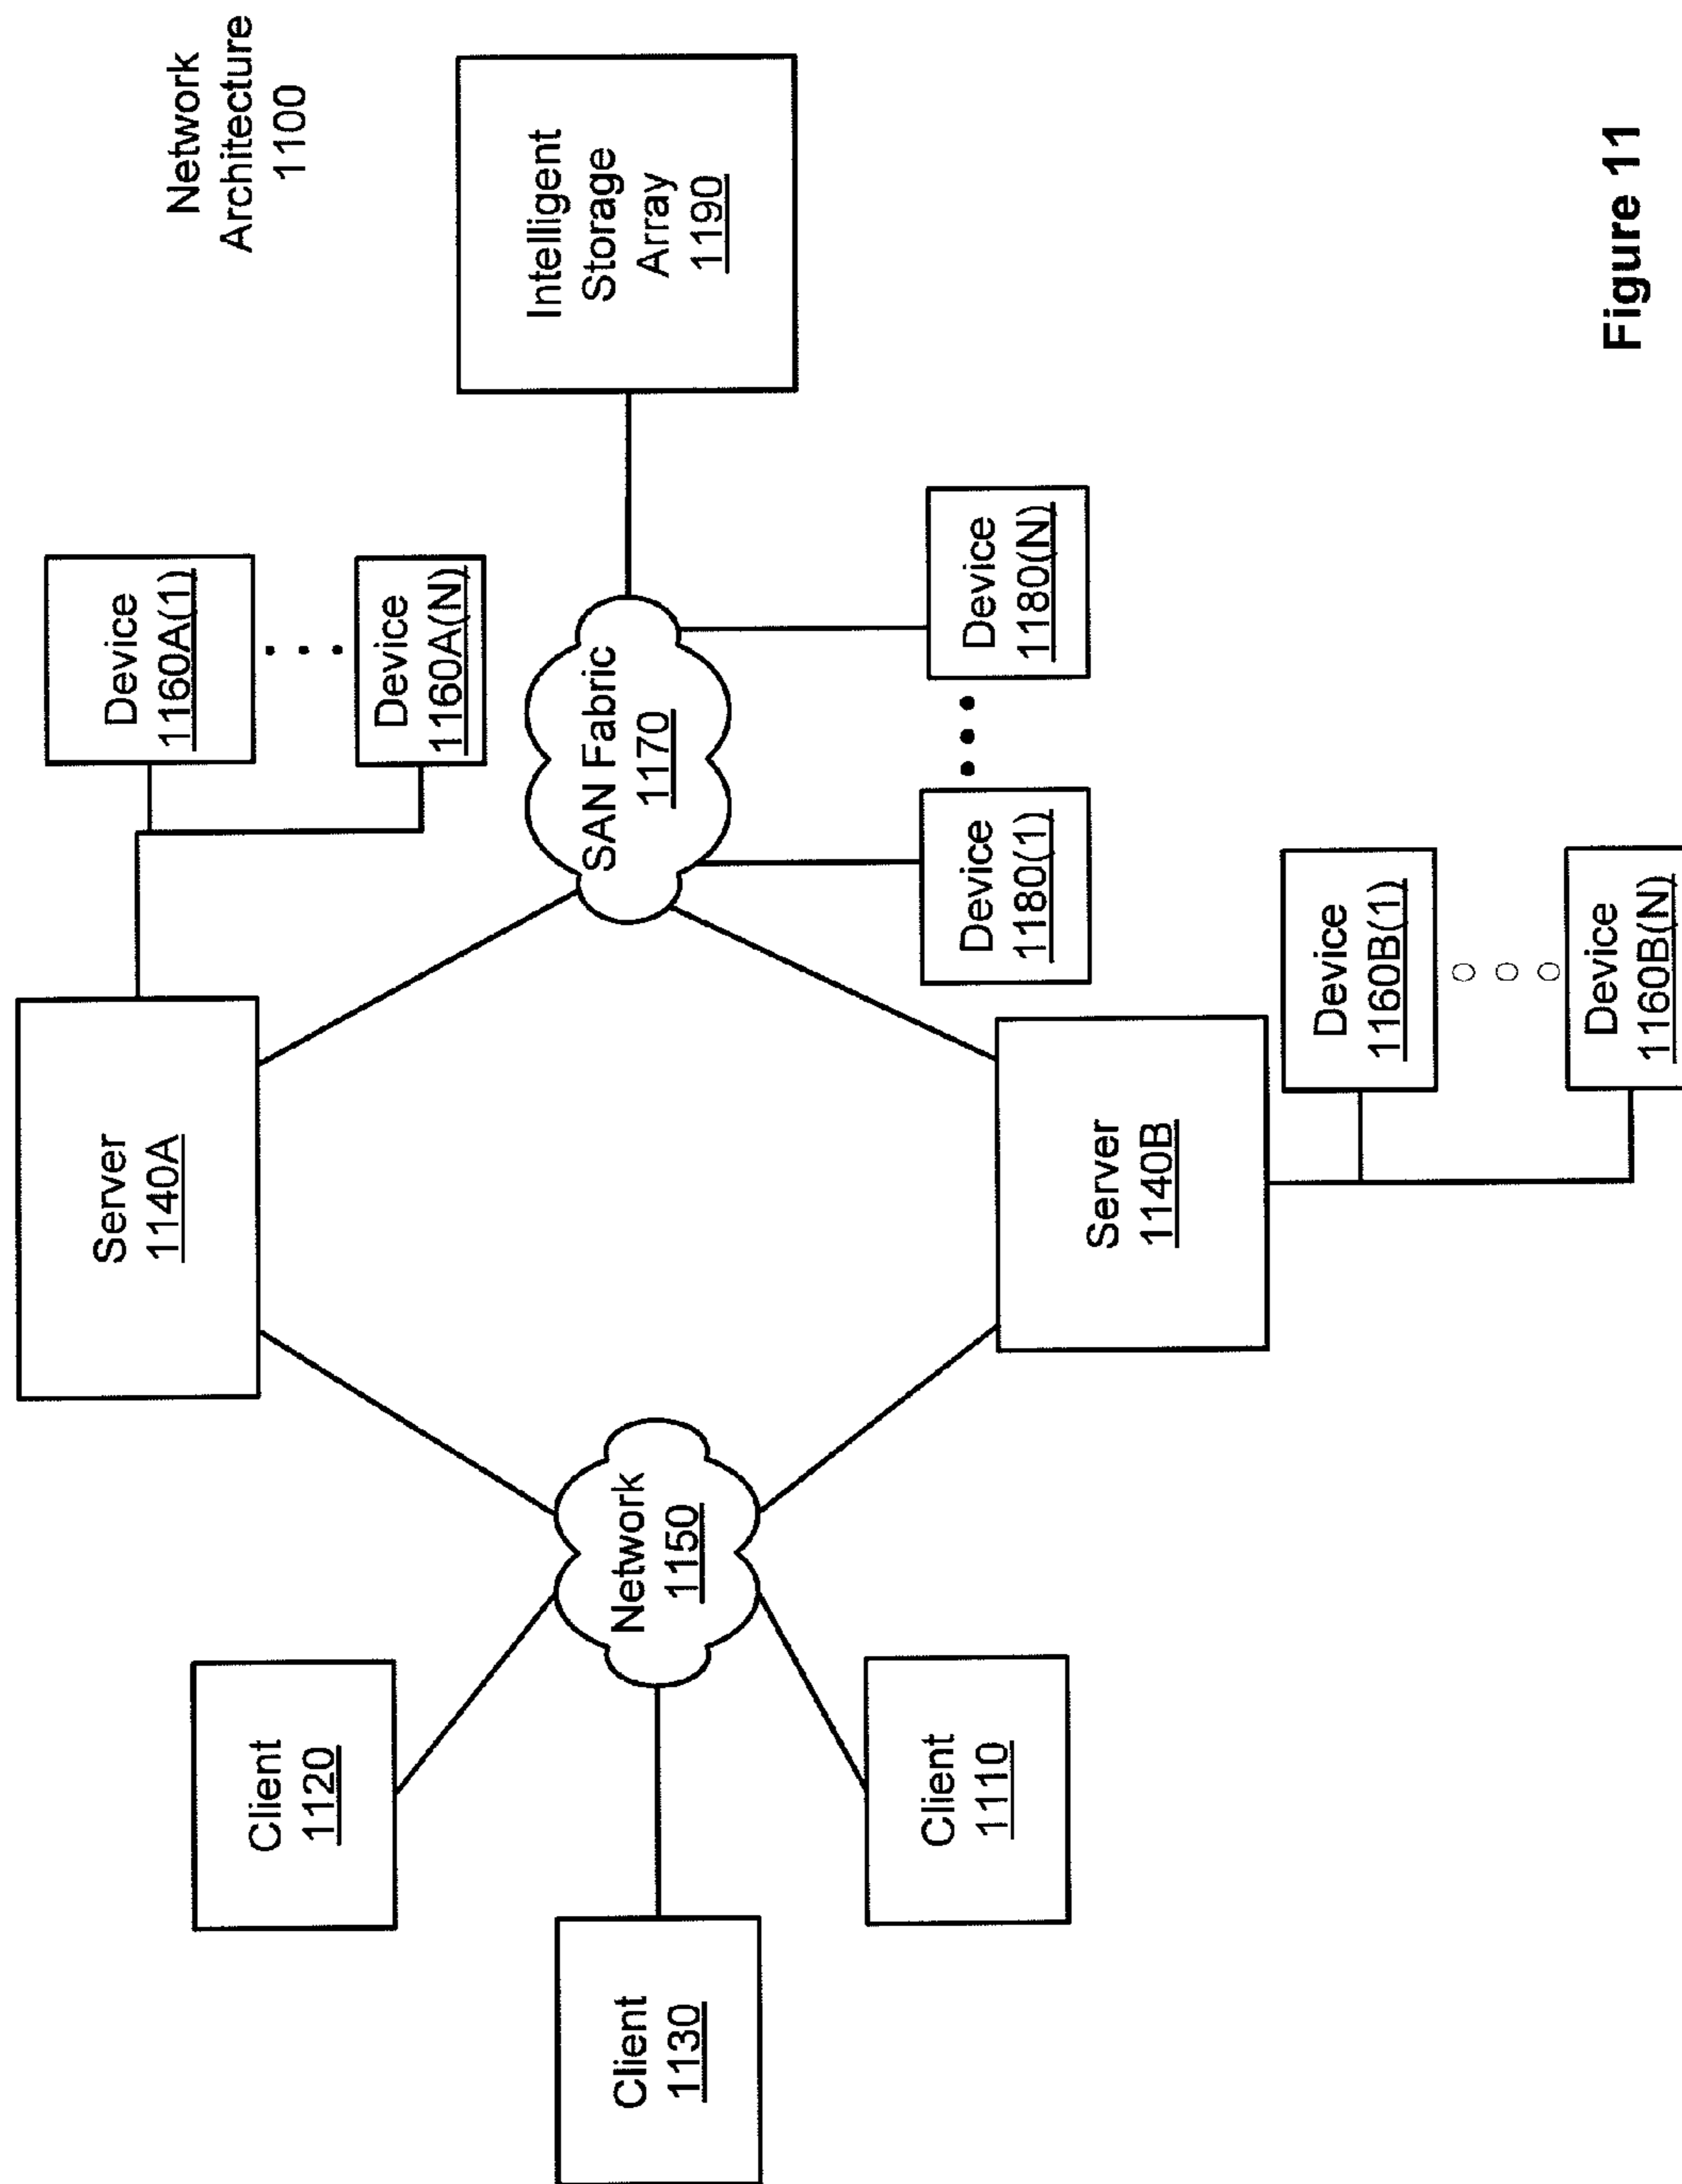 Network
Architecture
1100
Device
1160A(1)
Device
1160A(N)
Server
1140A
Intelligent
Storage
Array
1190
SAN Fabric
1170
Device
1180(1)
Device
1180(N)
Client
1120
Network
1150
Client
1130
Client
1110
Server
1140B
Device
1160B(1)
Device
1160B(N)
Figure 11